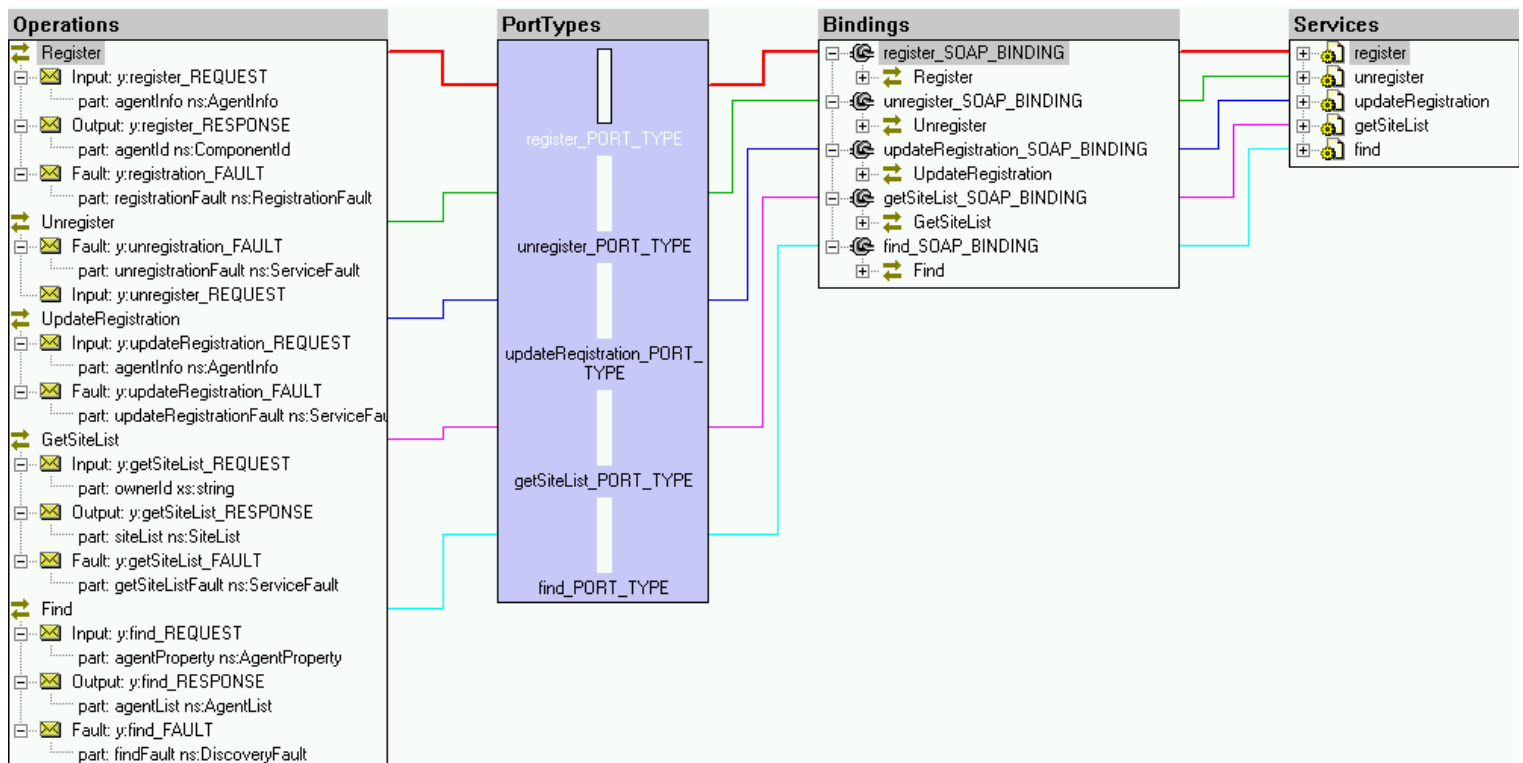 Operations
Register
Input: y:register_REQUEST
part: agentInfo ns:AgentInfo
Output: y:register_RESPONSE
part: agentId ns:ComponentId
Fault: y:registration_FAULT
part: registrationFault ns:RegistrationFault
Unregister
Fault: y:unregistration_FAULT
part: unregistrationFault ns:ServiceFault
Input: y:unregister_REQUEST
UpdateRegistration
Input: y:updateRegistration_REQUEST
part: agentInfo ns:AgentInfo
Fault: y:updateRegistration_FAULT
part: updateRegistrationFault ns:ServiceFau
GetSiteList
Input: y:getSiteList_REQUEST
part: ownerId xs:string
Output: y:getSiteList_RESPONSE
part: siteList ns:SiteList
Fault: y:getSiteList_FAULT
part: getSiteListFault ns:ServiceFault
Find
Input: y:find_REQUEST
part: agentProperty ns:AgentProperty
Output: y:find_RESPONSE
part: agentList ns:AgentList
Fault: y:find_FAULT
part: findFault ns:DiscoveryFault
PortTypes
register_PORT_TYPE
unregister_PORT_TYPE
updateRegistration_PORT_
TYPE
getSiteList_PORT_TYPE
find_PORT_TYPE
Bindings
register_SOAP_BINDING
Register
unregister_SOAP_BINDING
Unregister
updateRegistration_SOAP_BINDING
UpdateRegistration
getSiteList_SOAP_BINDING
GetSiteList
find_SOAP_BINDING
Find
Services
register
unregister
updateRegistration
getSiteList
find